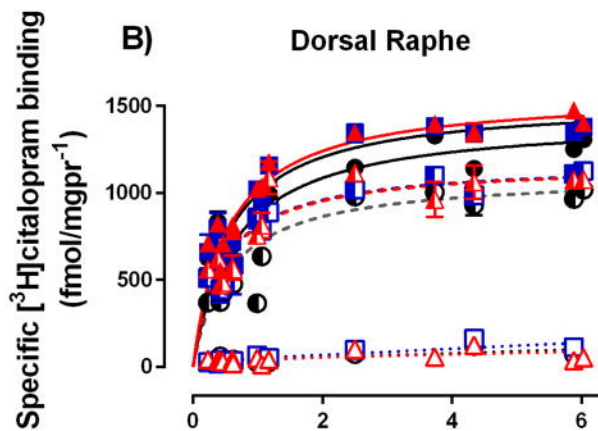 B) Dorsal Raphe
Specific [³H]citalopram binding
(fmol/mgpr⁻¹)
1500
1000
500
0
0 2 4 6